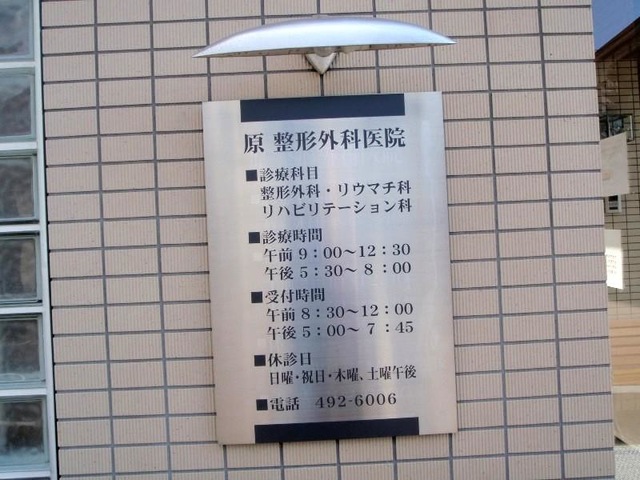 原 整形外科医院
■診療科目
整形外科・リウマチ科
リハビリテーション科
■診療時間
午前 9：00～12：30
午後 5：30～ 8：00
■受付時間
午前 8：30～12：00
午後 5：00～ 7：45
■休診日
日曜・祝日・木曜、土曜午後
■電話 492-6006